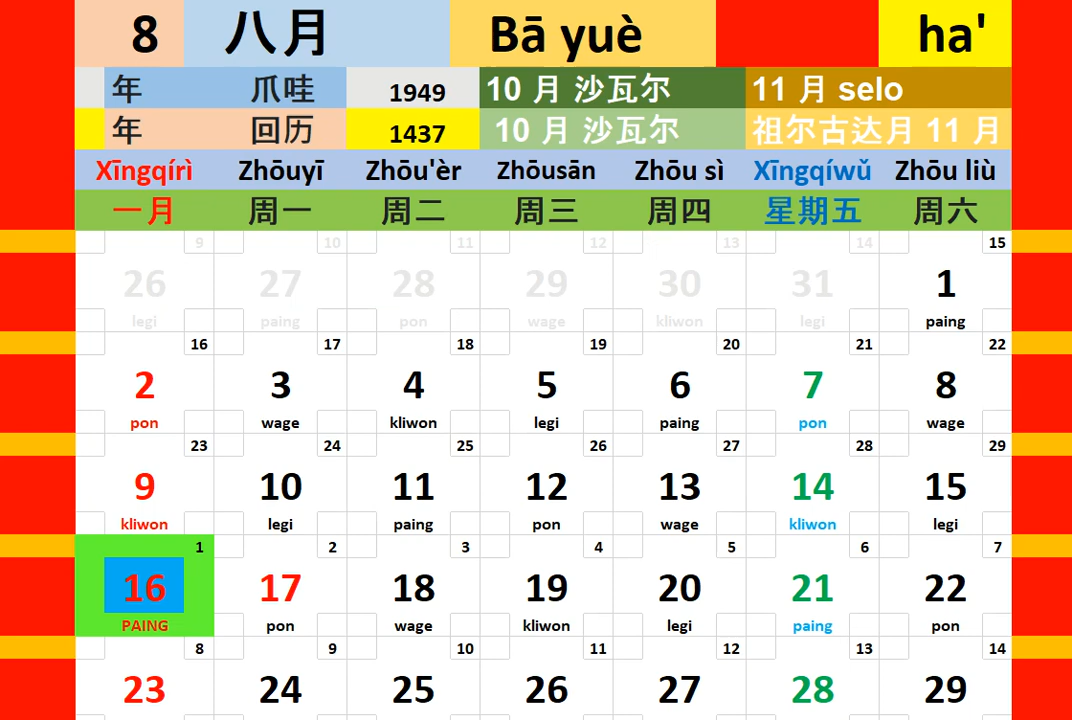 8 八月 Bā yuè ha'
年 爪哇 1949 10 月 沙瓦尔 11 月 selo
年 回历 1437 10 月 沙瓦尔 祖尔古达月 11 月
Xīngqírì Zhōuyī Zhōu'èr Zhōusān Zhōu sì Xīngqíwǔ Zhōu liù
一月 周一 周二 周三 周四 星期五 周六
9 10 11 12 13 14 15
26 27 28 29 30 31 1
legi paing pon wage kliwon legi paing
16 17 18 19 20 21 22
2 3 4 5 6 7 8
pon wage kliwon legi paing pon wage
23 24 25 26 27 28 29
9 10 11 12 13 14 15
kliwon legi paing pon wage kliwon legi
1 2 3 4 5 6 7
16 17 18 19 20 21 22
PAING pon wage kliwon legi paing pon
8 9 10 11 12 13 14
23 24 25 26 27 28 29